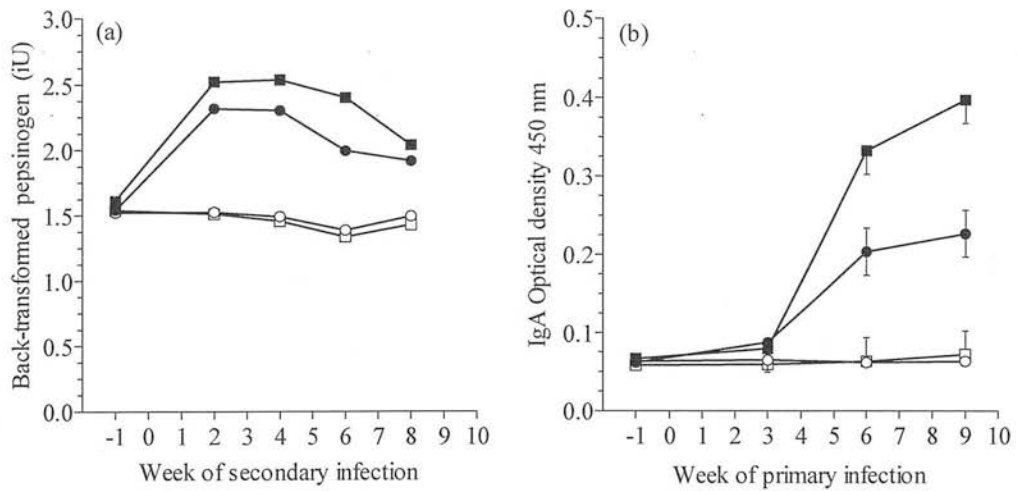 (a)
3.0
2.5
2.0
1.5
1.0
0.5
0.0
Back-transformed pepsinogen (iU)
-1 0 1 2 3 4 5 6 7 8 9 10
Week of secondary infection
(b)
0.5
0.4
0.3
0.2
0.1
0.0
IgA Optical density 450 nm
-1 0 1 2 3 4 5 6 7 8 9 10
Week of primary infection